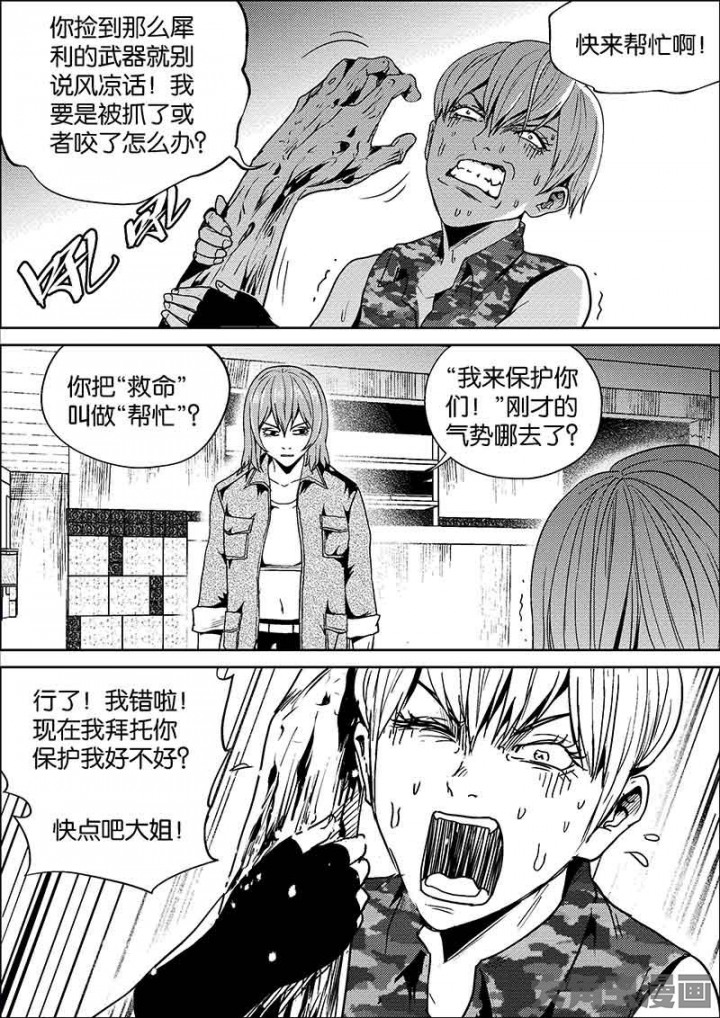 快来帮忙啊！
你捡到那么犀
利的武器就别
说风凉话！我
要是被抓了或
者咬了怎么办？
吼 吼
“我来保护你
们！”刚才的
气势哪去了？
你把“救命”
叫做“帮忙”？
行了！我错啦！
现在我拜托你
保护我好不好？
快点吧大姐！
漫画